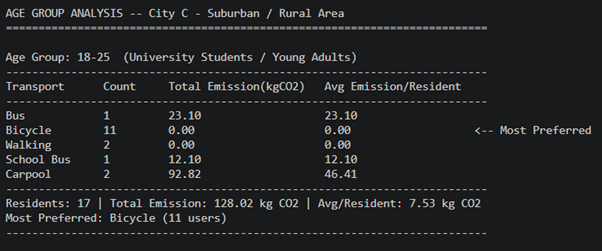 AGE GROUP ANALYSIS -- City C - Suburban / Rural Area
========================================================================
Age Group: 18-25  (University Students / Young Adults)
------------------------------------------------------------------------
Transport      Count     Total Emission(kgCO2)   Avg Emission/Resident
------------------------------------------------------------------------
Bus            1         23.10                   23.10
Bicycle        11        0.00                    0.00                   <-- Most Preferred
Walking        2         0.00                    0.00
School Bus     1         12.10                   12.10
Carpool        2         92.82                   46.41
------------------------------------------------------------------------
Residents: 17 | Total Emission: 128.02 kg CO2 | Avg/Resident: 7.53 kg CO2
Most Preferred: Bicycle (11 users)
------------------------------------------------------------------------